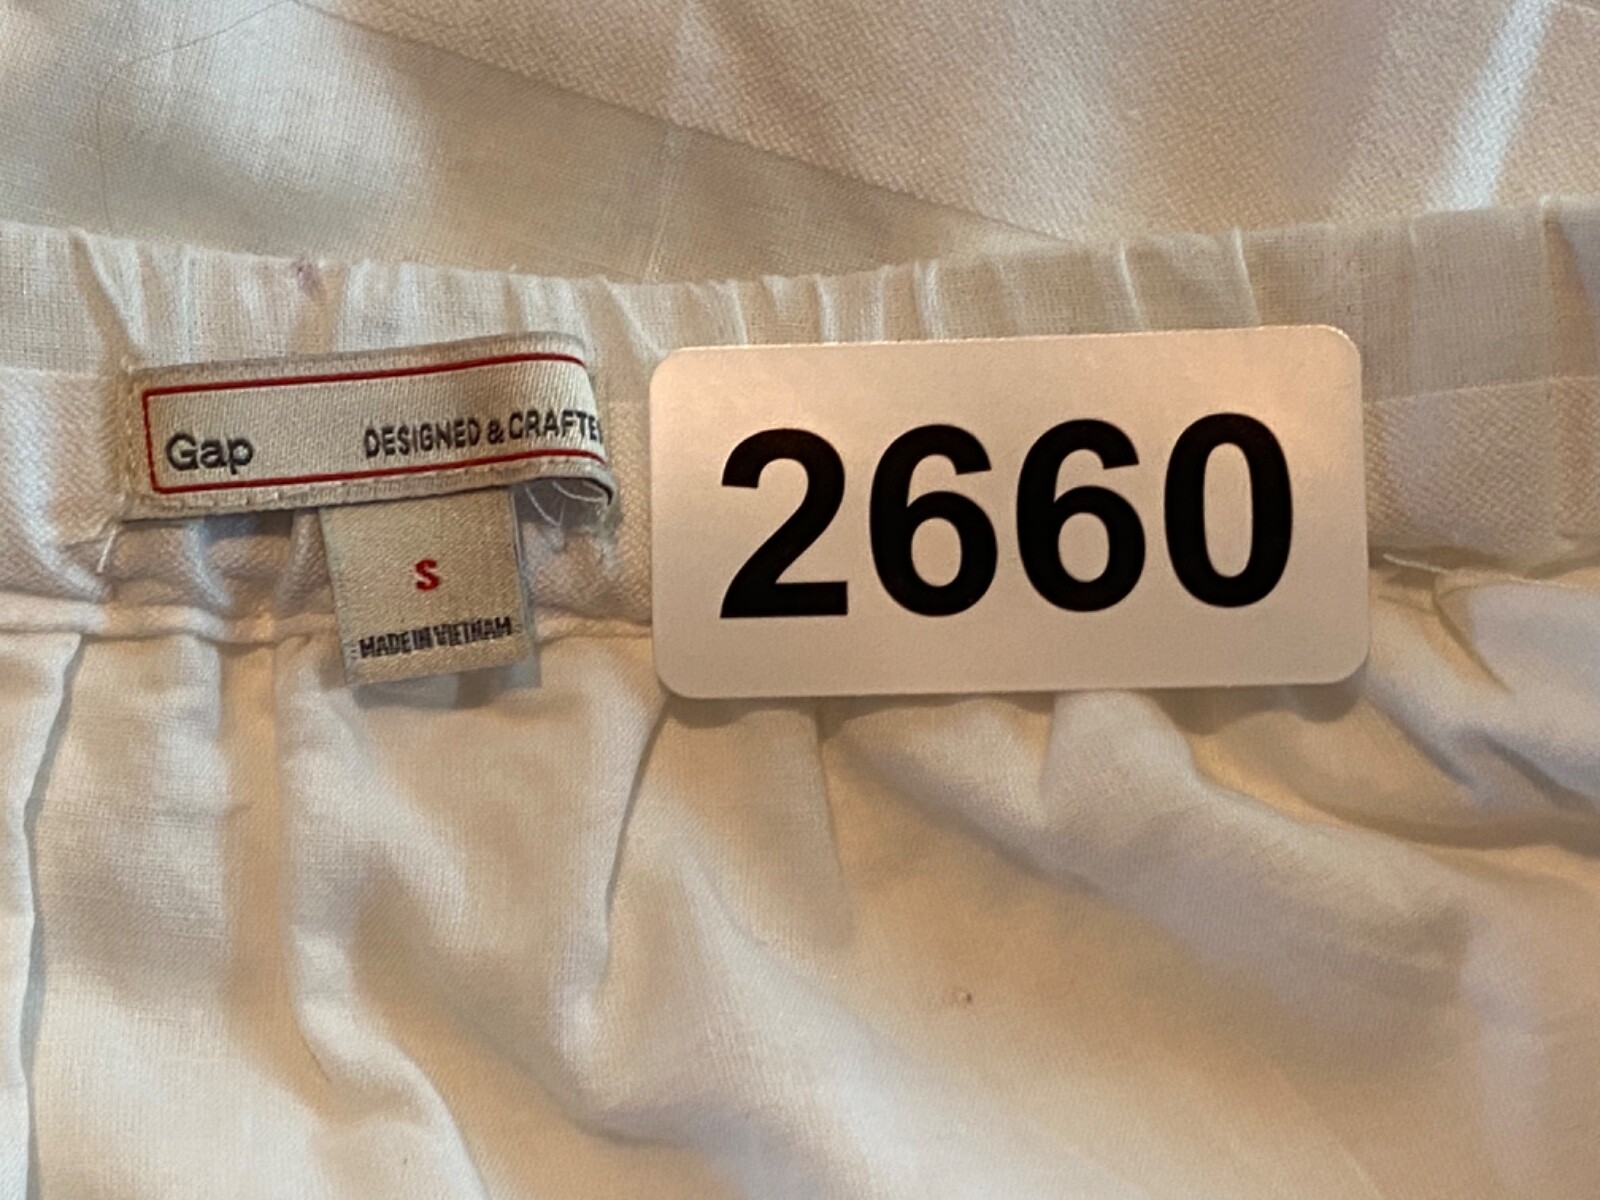 Gap DESIGNED & CRAFTE
S
MADE IN VIETNAM
2660